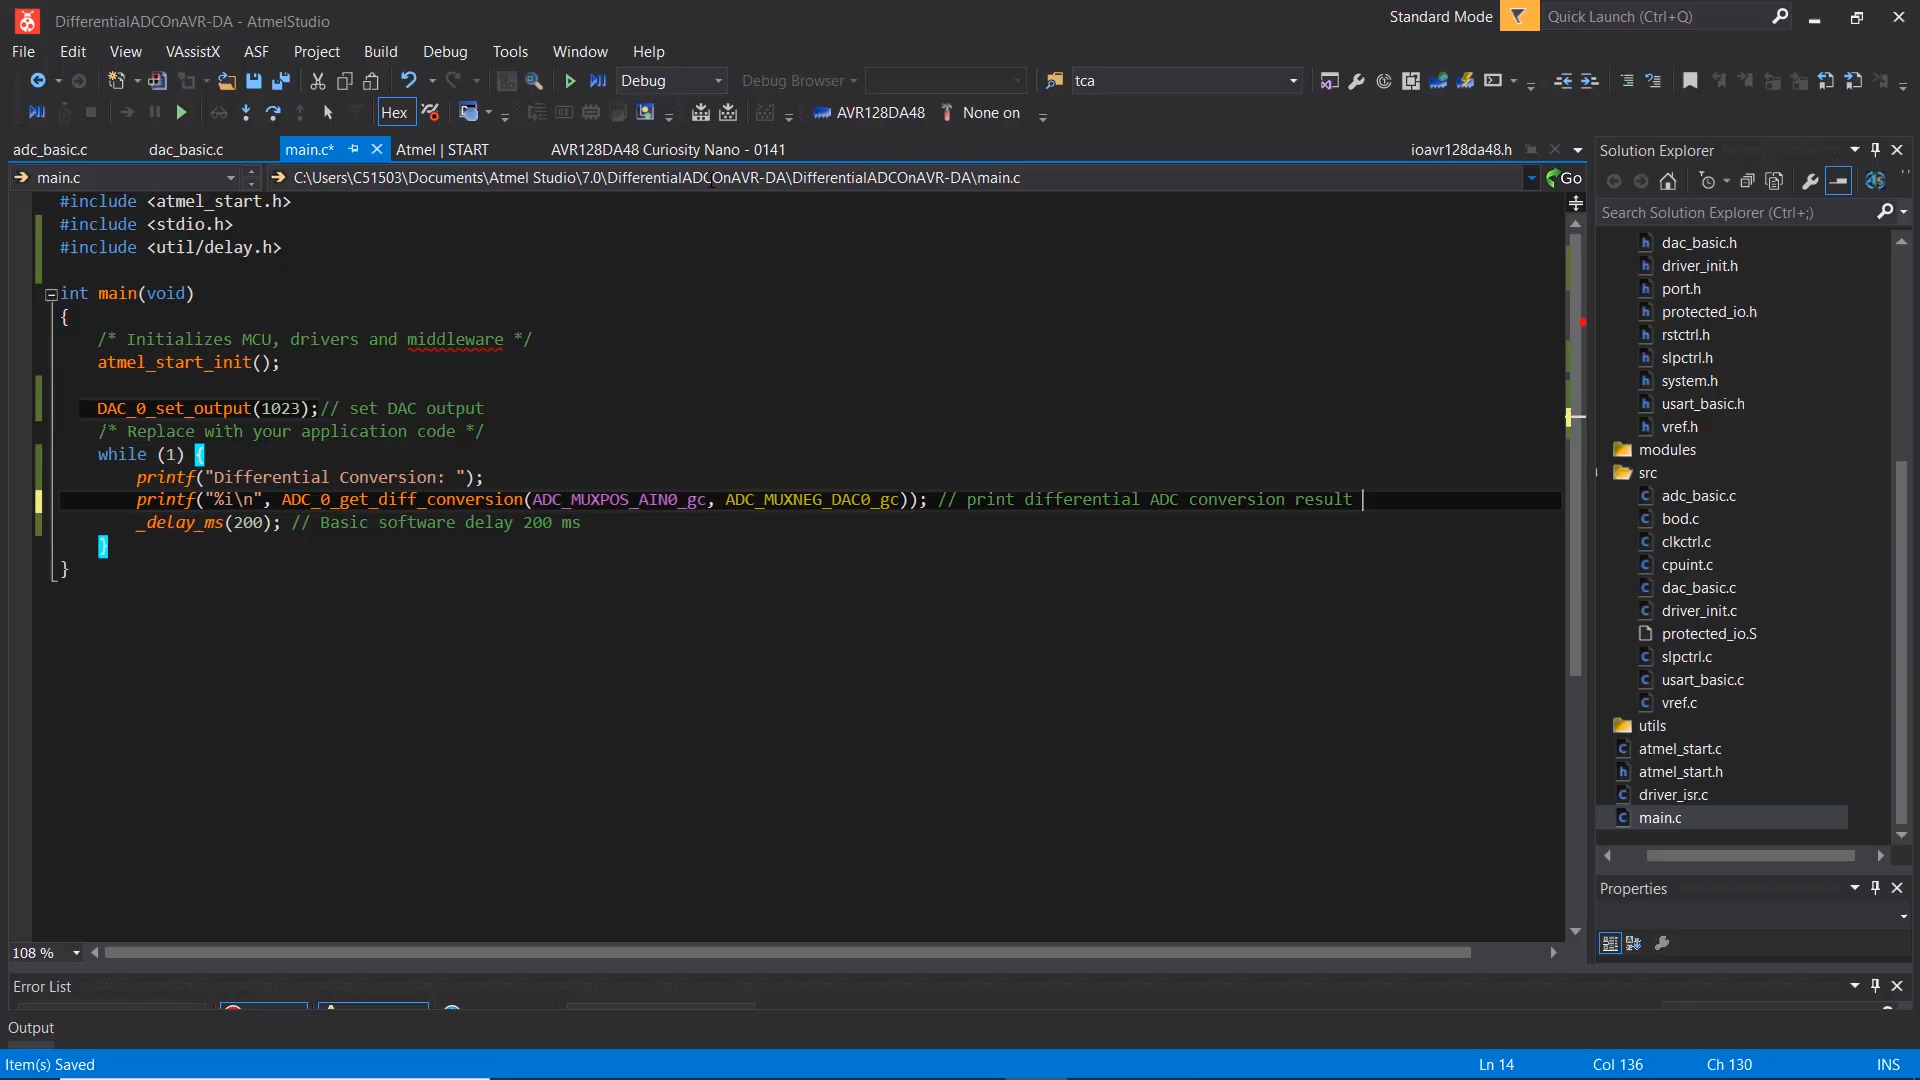 DifferentialADCOnAVR-DA - AtmelStudio
Standard Mode
Quick Launch (Ctrl+Q)
File Edit View VAssistX ASF Project Build Debug Tools Window Help
Debug
Debug Browser
tca
Hex
AVR128DA48
None on
adc_basic.c
dac_basic.c
main.c*
Atmel | START
AVR128DA48 Curiosity Nano - 0141
ioavr128da48.h
main.c
C:\Users\C51503\Documents\Atmel Studio\7.0\DifferentialADCOnAVR-DA\DifferentialADCOnAVR-DA\main.c
Go
#include <atmel_start.h>
#include <stdio.h>
#include <util/delay.h>
int main(void)
{
/* Initializes MCU, drivers and middleware */
atmel_start_init();
DAC_0_set_output(1023);// set DAC output
/* Replace with your application code */
while (1) {
printf("Differential Conversion: ");
printf("%i\n", ADC_0_get_diff_conversion(ADC_MUXPOS_AIN0_gc, ADC_MUXNEG_DAC0_gc)); // print differential ADC conversion result
_delay_ms(200); // Basic software delay 200 ms
}
}
108 %
Solution Explorer
Search Solution Explorer (Ctrl+;)
dac_basic.h
driver_init.h
port.h
protected_io.h
rstctrl.h
slpctrl.h
system.h
usart_basic.h
vref.h
modules
src
adc_basic.c
bod.c
clkctrl.c
cpuint.c
dac_basic.c
driver_init.c
protected_io.S
slpctrl.c
usart_basic.c
vref.c
utils
atmel_start.c
atmel_start.h
driver_isr.c
main.c
Properties
Error List
Output
Item(s) Saved
Ln 14
Col 136
Ch 130
INS